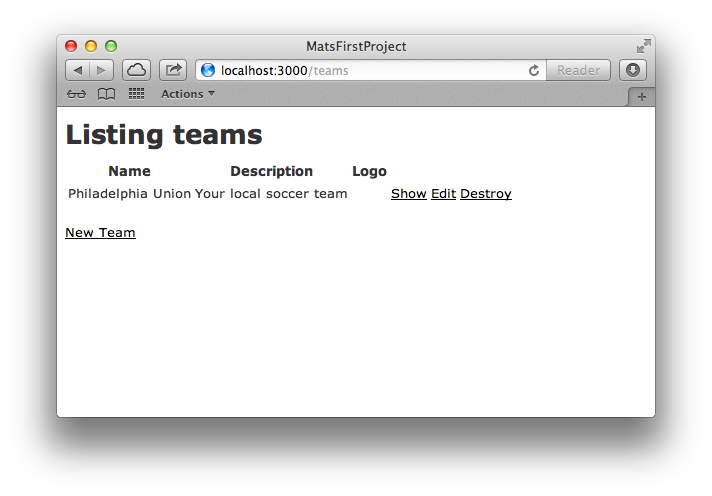 MatsFirstProject
localhost:3000/teams
Reader
Actions
Listing teams
Name Description Logo
Philadelphia Union Your local soccer team Show Edit Destroy
New Team